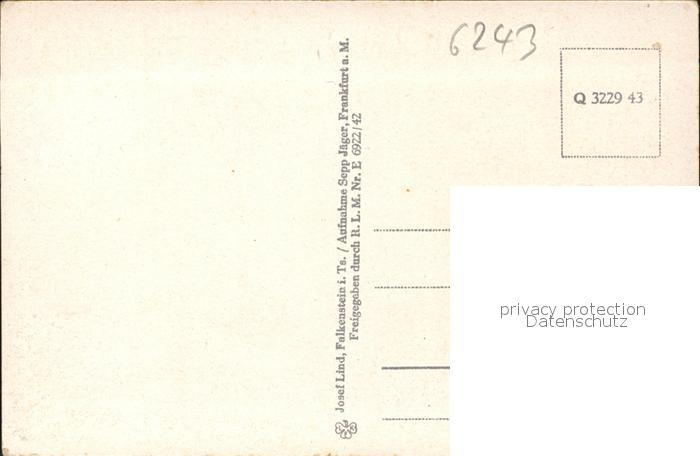 6243
Q 3229 43
Josef Lind, Falkenstein i. Ts. / Aufnahme Sepp Jäger, Frankfurt a. M.
Freigegeben durch R. L. M. Nr. E 6922/42
privacy protection
Datenschutz